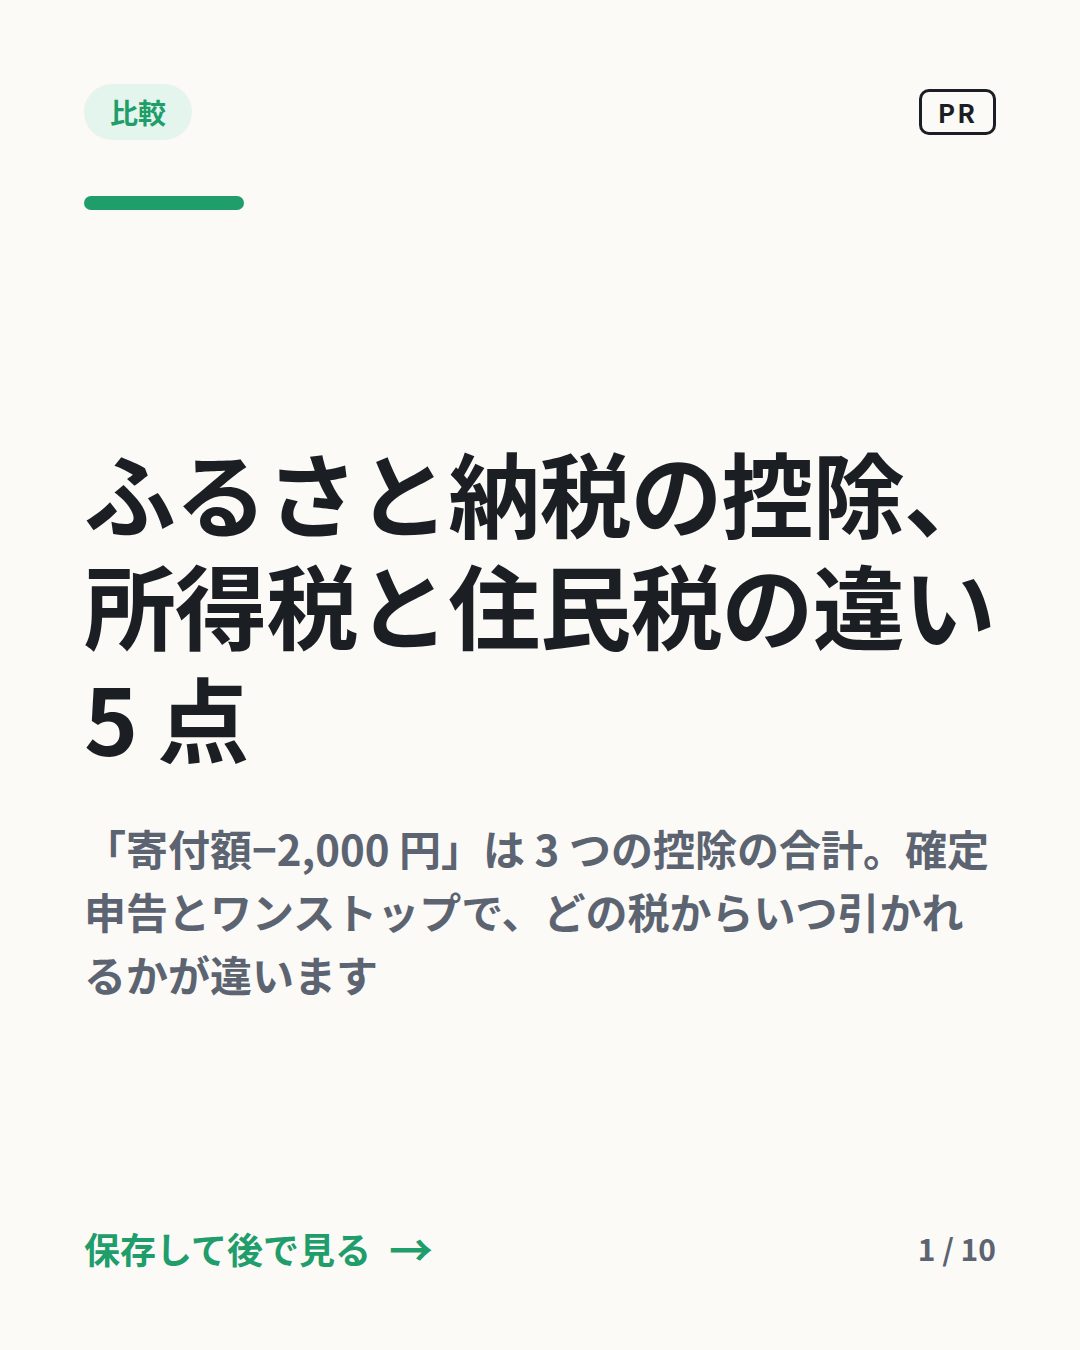 比較
PR
ふるさと納税の控除、
所得税と住民税の違い
5 点
「寄付額−2,000 円」は 3 つの控除の合計。確定
申告とワンストップで、どの税からいつ引かれ
るかが違います
保存して後で見る →
1 / 10